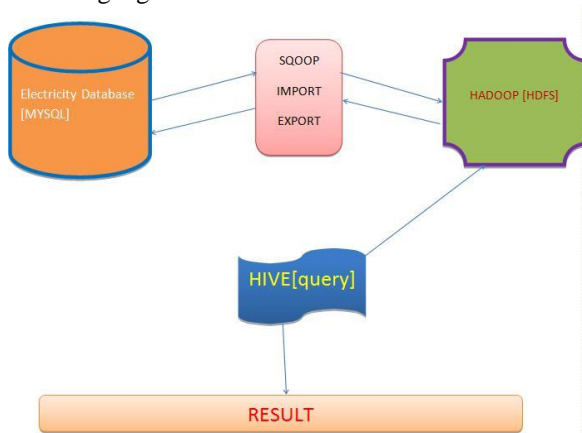 Electricity Database
[MYSQL]
SQOOP
IMPORT
EXPORT
HADOOP [HDFS]
HIVE[query]
RESULT